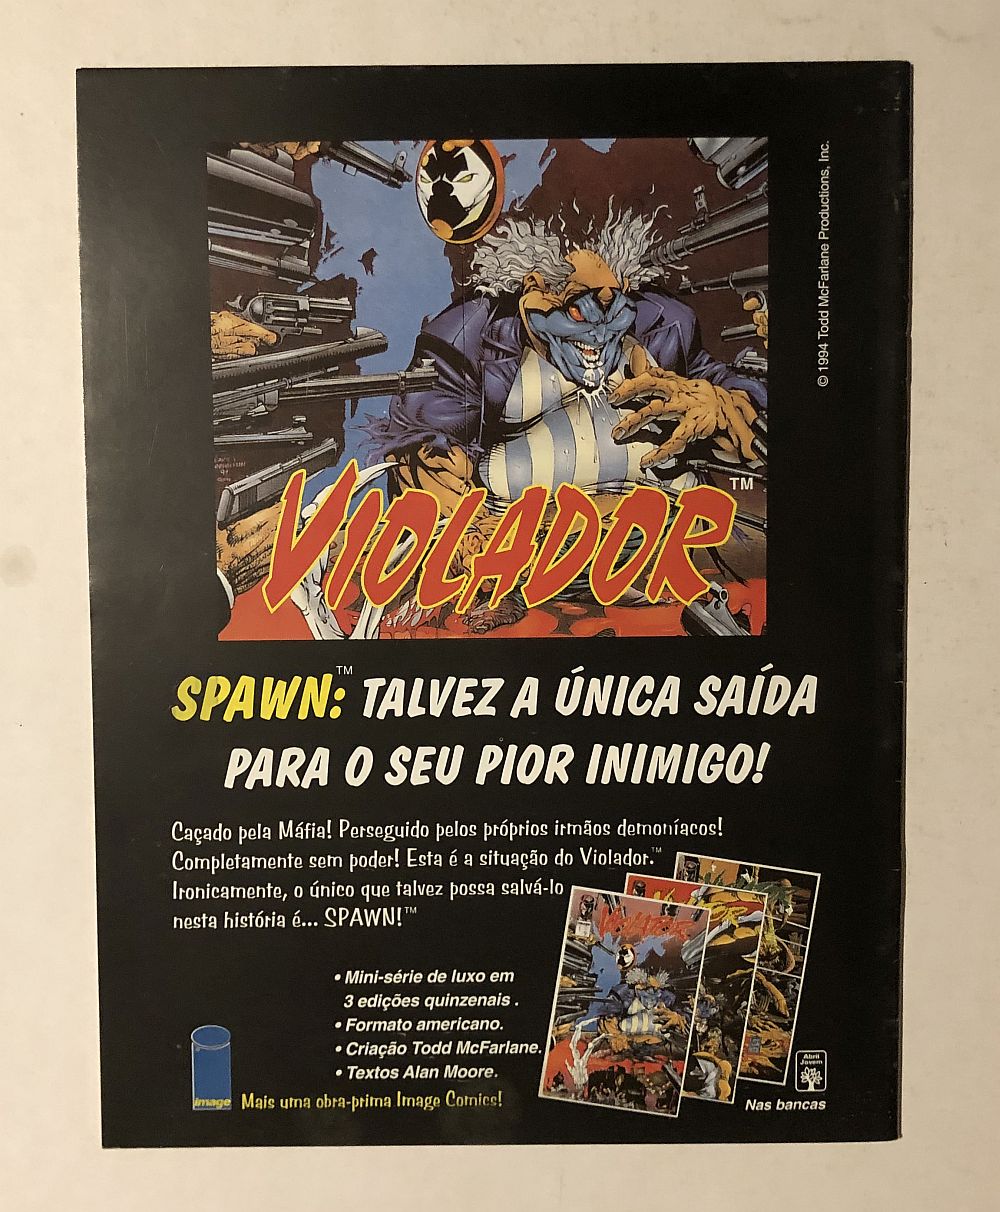 © 1994 Todd McFarlane Productions, Inc.
VIOLADOR™
SPAWN:™ TALVEZ A ÚNICA SAÍDA
PARA O SEU PIOR INIMIGO!
Caçado pela Máfia! Perseguido pelos próprios irmãos demoníacos!
Completamente sem poder! Esta é a situação do Violador.™
Ironicamente, o único que talvez possa salvá-lo
nesta história é... SPAWN!™
• Mini-série de luxo em
3 edições quinzenais .
• Formato americano.
• Criação Todd McFarlane.
• Textos Alan Moore.
image
Mais uma obra-prima Image Comics!
VIOLADOR
Abril
Jovem
Nas bancas